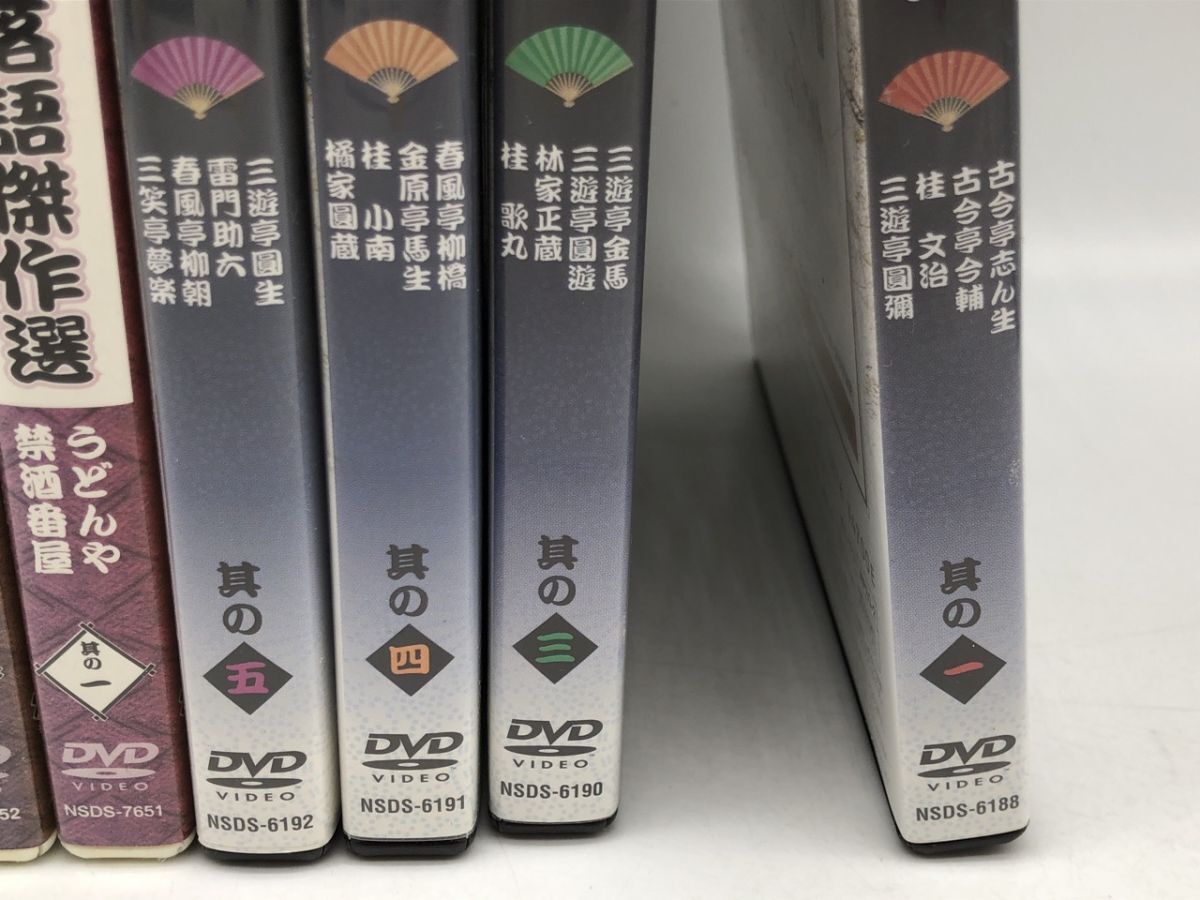 落語傑作選
うどんや
禁酒番屋
其の一
DVD
VIDEO
NSDS-7651
52
三遊亭圓生
雷門助六
春風亭柳朝
三笑亭夢楽
其の
五
DVD
VIDEO
NSDS-6192
春風亭柳橋
金原亭馬生
桂 小南
橘家圓蔵
其の
四
DVD
VIDEO
NSDS-6191
三遊亭金馬
三遊亭圓遊
林家正蔵
桂 歌丸
其の
三
DVD
VIDEO
NSDS-6190
古今亭志ん生
古今亭今輔
桂 文治
三遊亭圓彌
其の
一
DVD
VIDEO
NSDS-6188